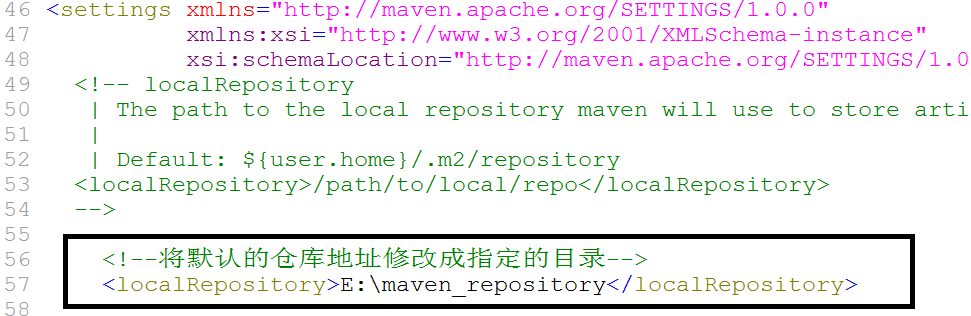 46 <settings xmlns="http://maven.apache.org/SETTINGS/1.0.0"
47 xmlns:xsi="http://www.w3.org/2001/XMLSchema-instance"
48 xsi:schemaLocation="http://maven.apache.org/SETTINGS/1.0
49 <!-- localRepository
50 | The path to the local repository maven will use to store arti
51 |
52 | Default: ${user.home}/.m2/repository
53 <localRepository>/path/to/local/repo</localRepository>
54 -->
55
56 <!--将默认的仓库地址修改成指定的目录-->
57 <localRepository>E:\maven_repository</localRepository>
58